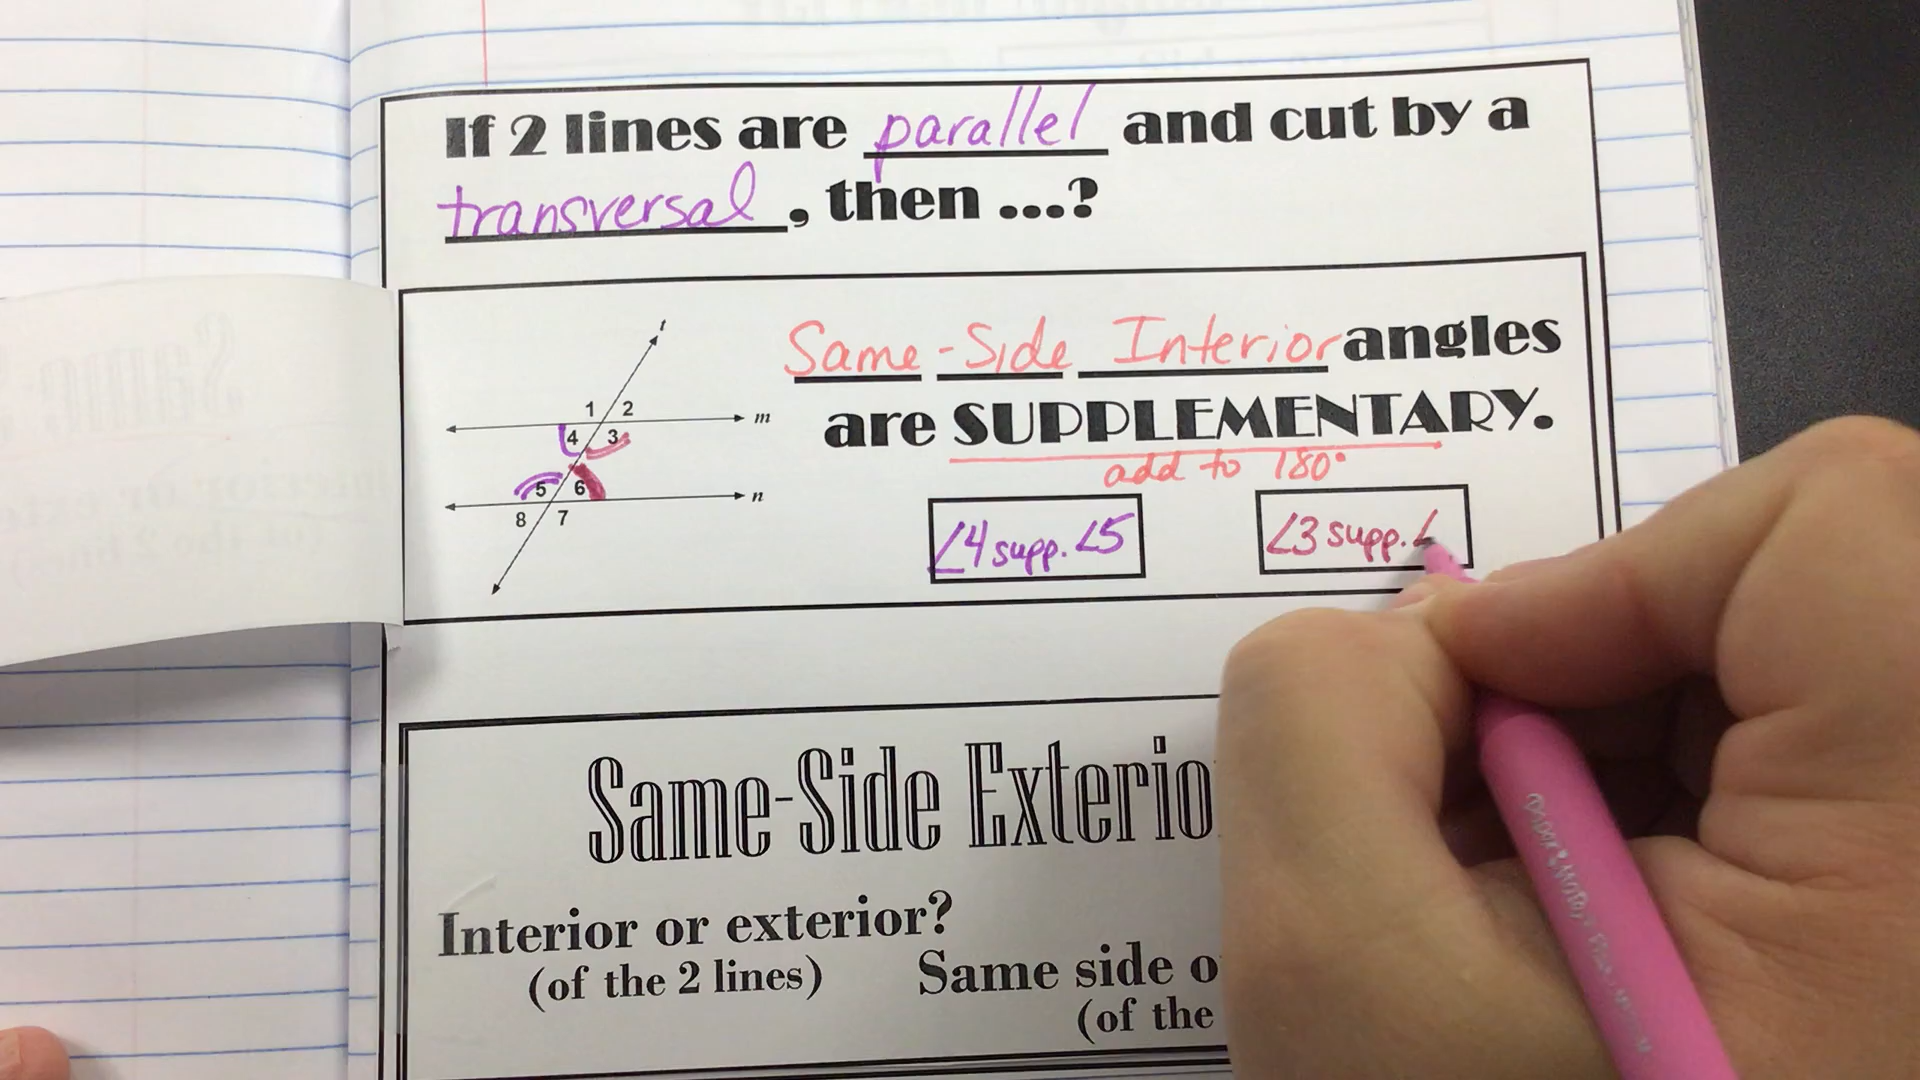 If 2 lines are parallel and cut by a
transversal, then ...?
t
1 2
m
4 3
5 6
n
8 7
Same-Side Interior angles
are SUPPLEMENTARY.
add to 180°
∠4 supp. ∠5
∠3 supp. ∠
Same-Side Exterio
Interior or exterior?
(of the 2 lines)
Same side o
(of the